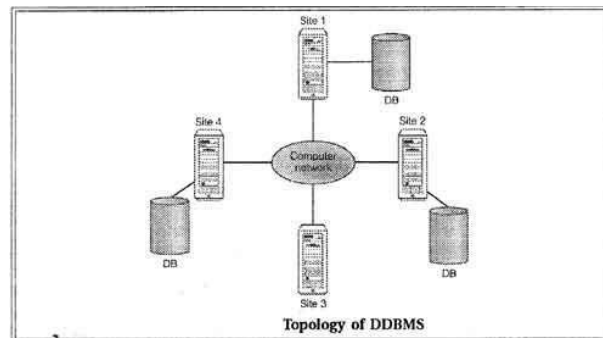 Site 1
DB
Site 4
Site 2
Computer
network
DB
DB
Site 3
Topology of DDBMS